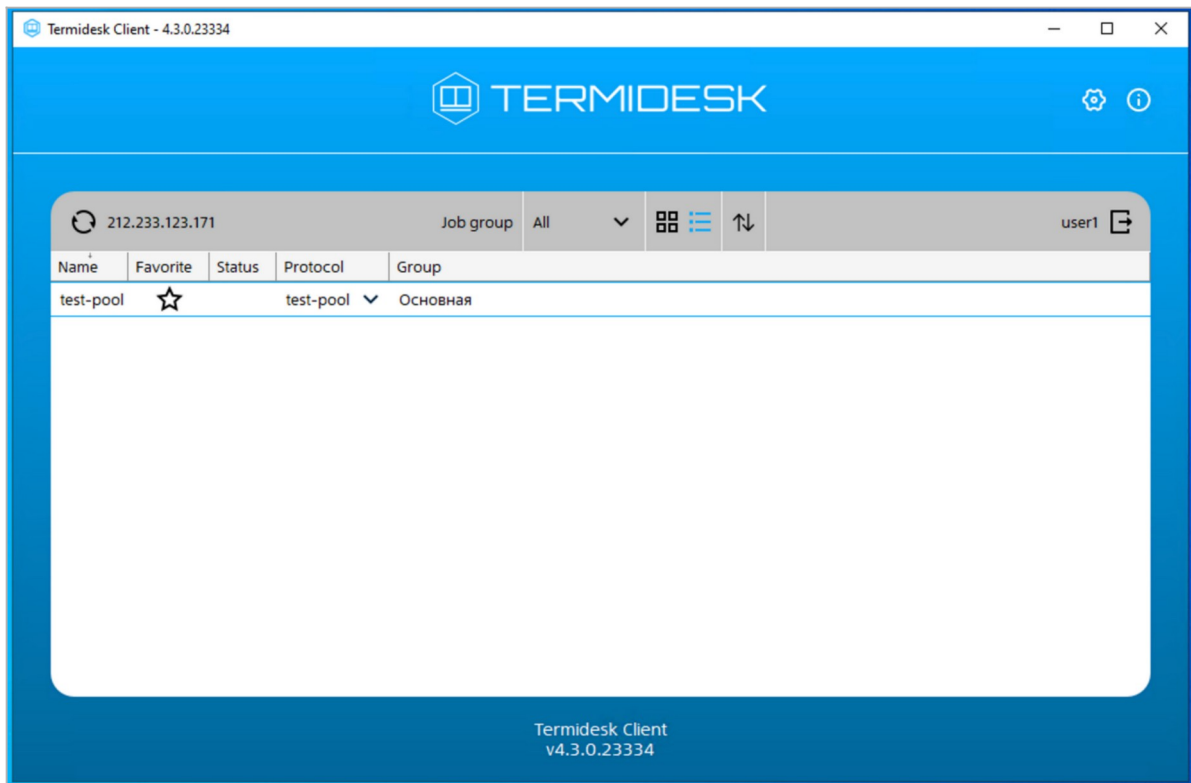 Termidesk Client - 4.3.0.23334
TERMIDESK
212.233.123.171 Job group All user1
Name Favorite Status Protocol Group
test-pool test-pool Основная
Termidesk Client
v4.3.0.23334